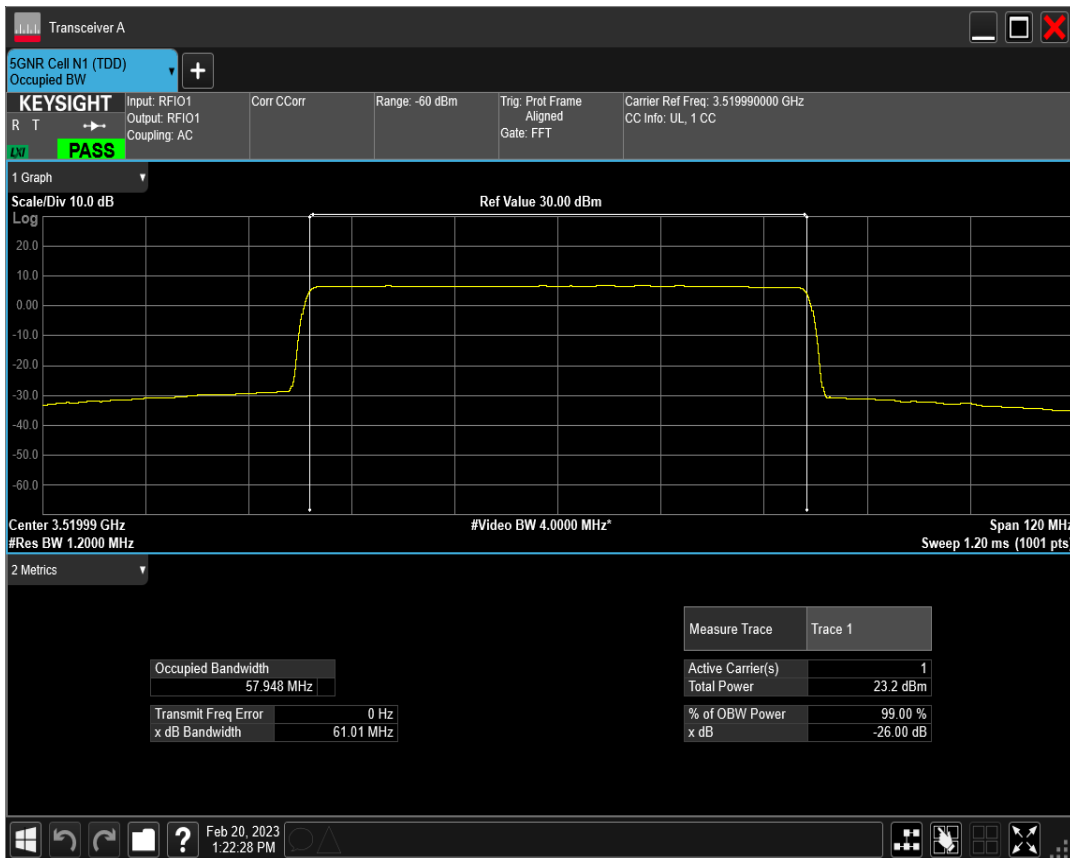 Transceiver A
5GNR Cell N1 (TDD)
Occupied BW
+
KEYSIGHT
R T
LXI
PASS
Input: RFIO1
Output: RFIO1
Coupling: AC
Corr CCorr
Range: -60 dBm
Trig: Prot Frame
Aligned
Gate: FFT
Carrier Ref Freq: 3.519990000 GHz
CC Info: UL, 1 CC
1 Graph
Scale/Div 10.0 dB
Ref Value 30.00 dBm
Log
20.0
10.0
0.00
-10.0
-20.0
-30.0
-40.0
-50.0
-60.0
Center 3.51999 GHz
#Video BW 4.0000 MHz*
Span 120 MHz
#Res BW 1.2000 MHz
Sweep 1.20 ms (1001 pts)
2 Metrics
Measure Trace Trace 1
Occupied Bandwidth
57.948 MHz
Active Carrier(s) 1
Total Power 23.2 dBm
Transmit Freq Error 0 Hz
x dB Bandwidth 61.01 MHz
% of OBW Power 99.00 %
x dB -26.00 dB
?
Feb 20, 2023
1:22:28 PM